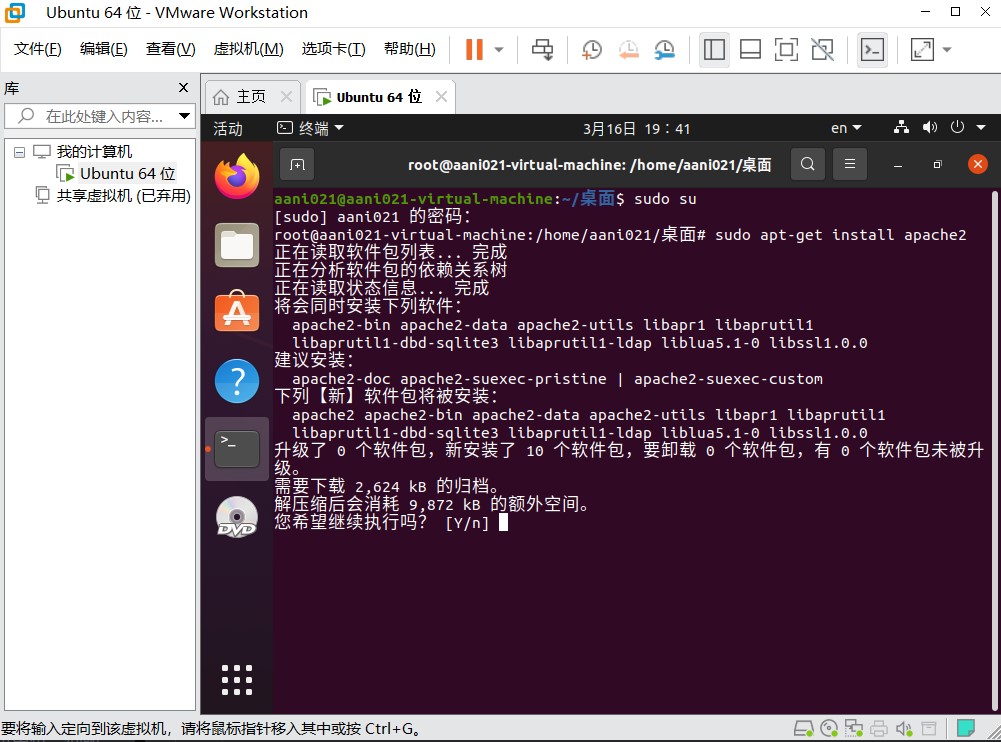 Ubuntu 64 位 - VMware Workstation
文件(F) 编辑(E) 查看(V) 虚拟机(M) 选项卡(T) 帮助(H)
库
在此处键入内容...
我的计算机
Ubuntu 64 位
共享虚拟机 (已弃用)
主页
Ubuntu 64 位
活动 终端 3月16日 19：41 en
root@aani021-virtual-machine: /home/aani021/桌面
aani021@aani021-virtual-machine:~/桌面$ sudo su
[sudo] aani021 的密码：
root@aani021-virtual-machine:/home/aani021/桌面# sudo apt-get install apache2
正在读取软件包列表... 完成
正在分析软件包的依赖关系树
正在读取状态信息... 完成
将会同时安装下列软件：
apache2-bin apache2-data apache2-utils libapr1 libaprutil1
libaprutil1-dbd-sqlite3 libaprutil1-ldap liblua5.1-0 libssl1.0.0
建议安装：
apache2-doc apache2-suexec-pristine | apache2-suexec-custom
下列【新】软件包将被安装：
apache2 apache2-bin apache2-data apache2-utils libapr1 libaprutil1
libaprutil1-dbd-sqlite3 libaprutil1-ldap liblua5.1-0 libssl1.0.0
升级了 0 个软件包，新安装了 10 个软件包，要卸载 0 个软件包，有 0 个软件包未被升
级。
需要下载 2,624 kB 的归档。
解压缩后会消耗 9,872 kB 的额外空间。
您希望继续执行吗？ [Y/n]
DVD
要将输入定向到该虚拟机，请将鼠标指针移入其中或按 Ctrl+G。